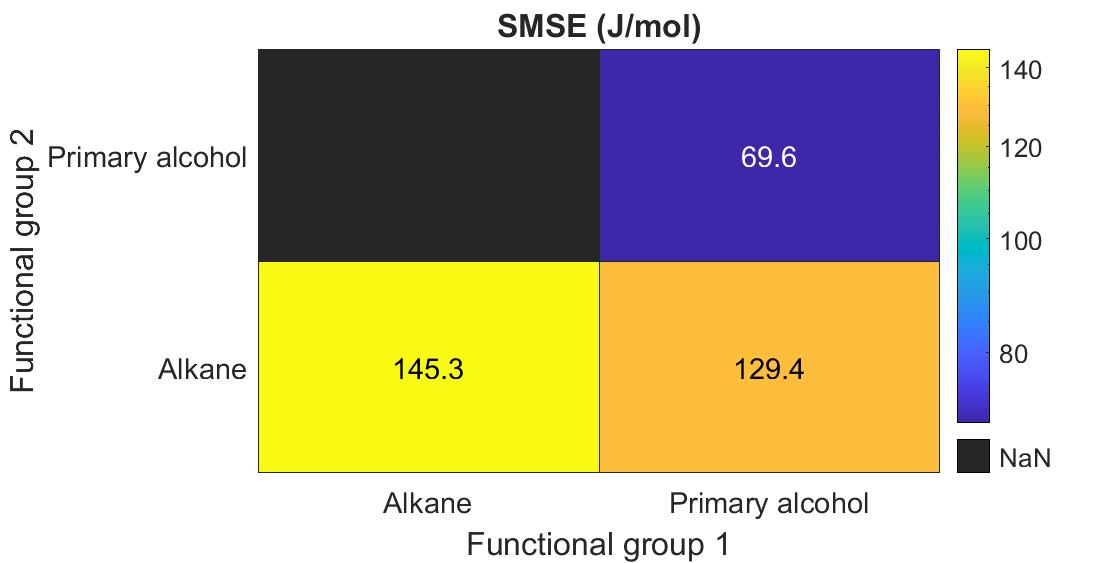 SMSE (J/mol)
Functional group 2
Primary alcohol
69.6
Alkane
145.3
129.4
Alkane
Primary alcohol
Functional group 1
140
120
100
80
NaN